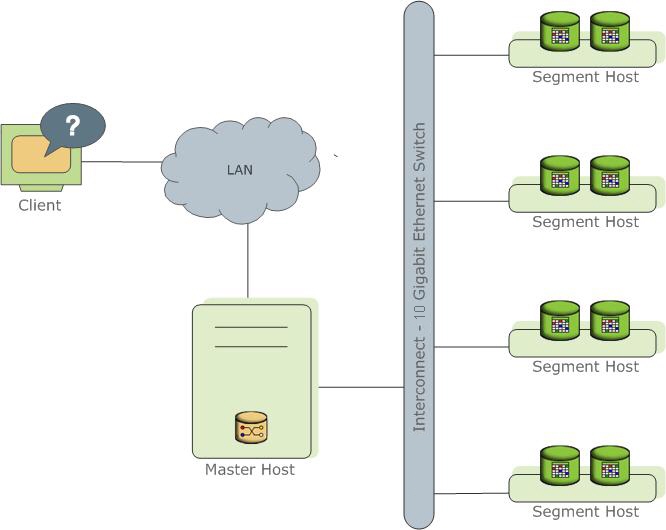 ?
Client
LAN
Master Host
Interconnect - 10 Gigabit Ethernet Switch
Segment Host
Segment Host
Segment Host
Segment Host